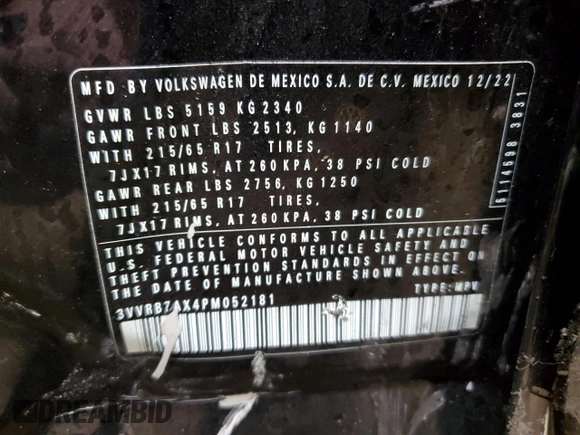 MFD BY VOLKSWAGEN DE MEXICO S.A. DE C.V. MEXICO 12/22
GVWR LBS 5159 KG 2340
GAWR FRONT LBS 2513, KG 1140
WITH 215/65 R17 TIRES,
7JX17 RIMS, AT 260 KPA, 38 PSI COLD
GAWR REAR LBS 2756, KG 1250
WITH 215/65 R17 TIRES,
7JX17 RIMS, AT 260 KPA, 38 PSI COLD
THIS VEHICLE CONFORMS TO ALL APPLICABLE
U.S. FEDERAL MOTOR VEHICLE SAFETY AND
THEFT PREVENTION STANDARDS IN EFFECT ON
THE DATE OF MANUFACTURE SHOWN ABOVE.
3VVRB7AX4PM052181 TYPE: MPV
3831
DREAMBID